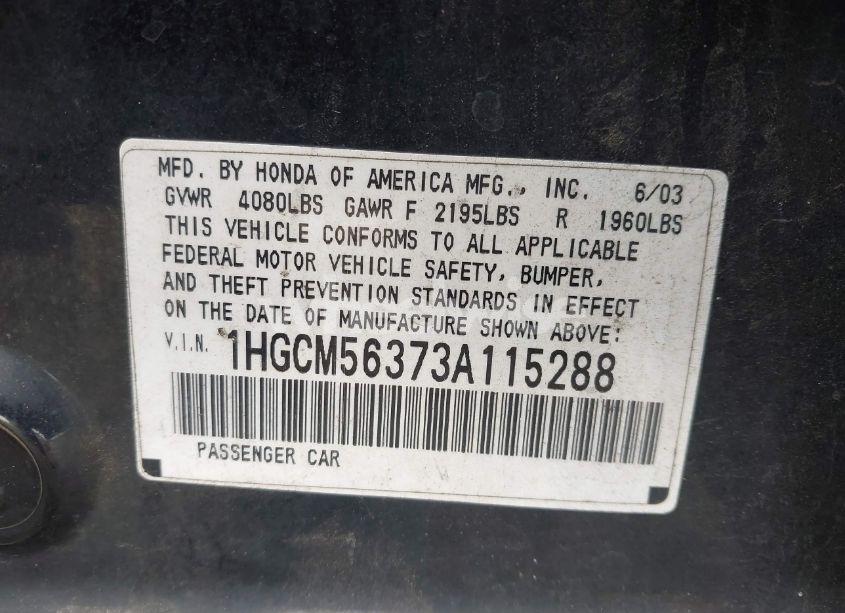 MFD. BY HONDA OF AMERICA MFG., INC. 6/03
GVWR 4080LBS GAWR F 2195LBS R 1960LBS
THIS VEHICLE CONFORMS TO ALL APPLICABLE
FEDERAL MOTOR VEHICLE SAFETY, BUMPER,
AND THEFT PREVENTION STANDARDS IN EFFECT
ON THE DATE OF MANUFACTURE SHOWN ABOVE:
V.I.N. 1HGCM56373A115288
PASSENGER CAR